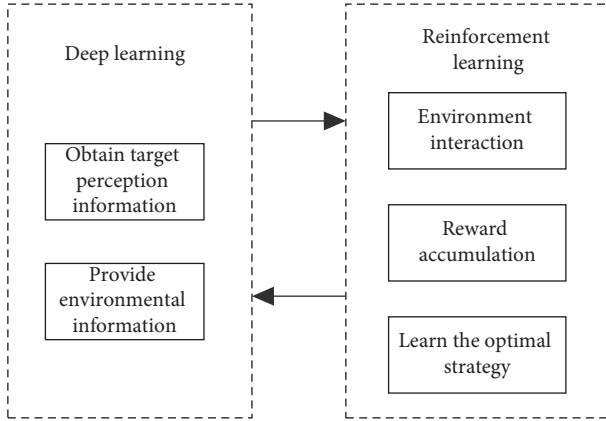 Deep learning
Obtain target
perception
information
Provide
environmental
information
Reinforcement
learning
Environment
interaction
Reward
accumulation
Learn the optimal
strategy